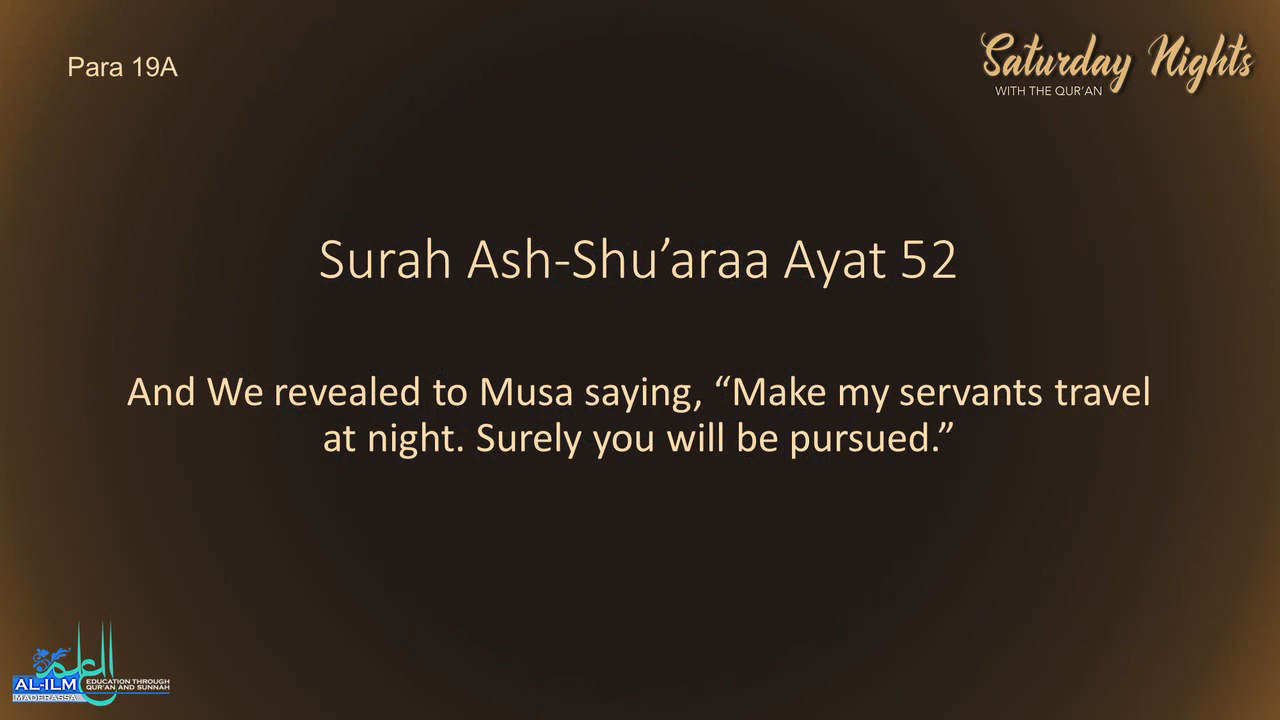 Para 19A
Saturday Nights
WITH THE QUR'AN
Surah Ash-Shu’araa Ayat 52
And We revealed to Musa saying, “Make my servants travel
at night. Surely you will be pursued.”
العلم
AL-ILM
MADERASSA
EDUCATION THROUGH
QUR'AN AND SUNNAH